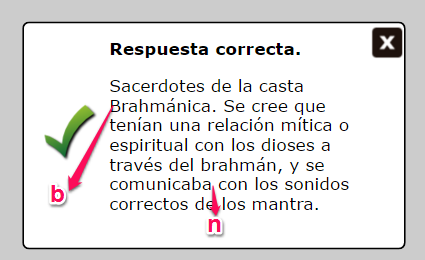 Respuesta correcta.
Sacerdotes de la casta
Brahmánica. Se cree que
tenían una relación mítica o
espiritual con los dioses a
través del brahmán, y se
comunicaba con los sonidos
correctos de los mantra.
b
n
X